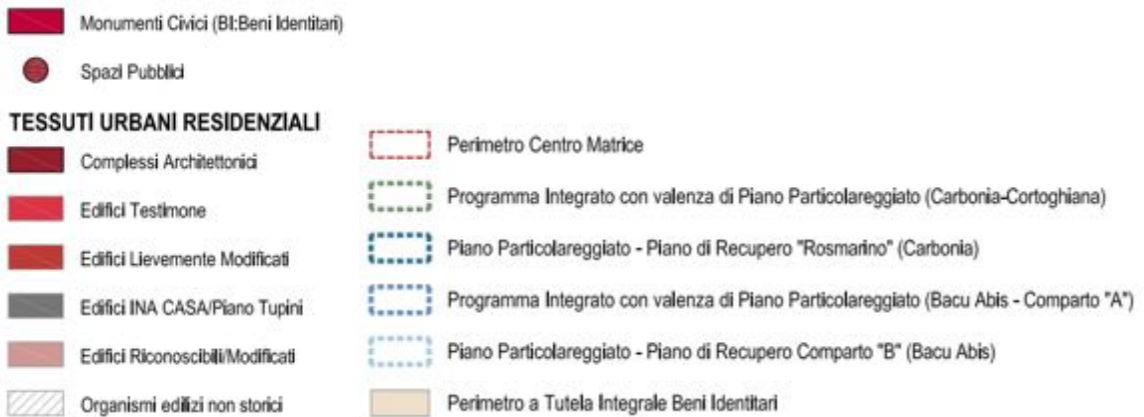 Monumenti Civici (BI:Beni Identitari)
Spazi Pubblici
TESSUTI URBANI RESIDENZIALI
Complessi Architettonici
Edifici Testimone
Edifici Lievemente Modificati
Edifici INA CASA/Piano Tupini
Edifici Riconoscibili/Modificati
Organismi edilizi non storici
Perimetro Centro Matrice
Programma Integrato con valenza di Piano Particolareggiato (Carbonia-Cortoghiana)
Piano Particolareggiato - Piano di Recupero "Rosmarino" (Carbonia)
Programma Integrato con valenza di Piano Particolareggiato (Bacu Abis - Comparto "A")
Piano Particolareggiato - Piano di Recupero Comparto "B" (Bacu Abis)
Perimetro a Tutela Integrale Beni Identitari